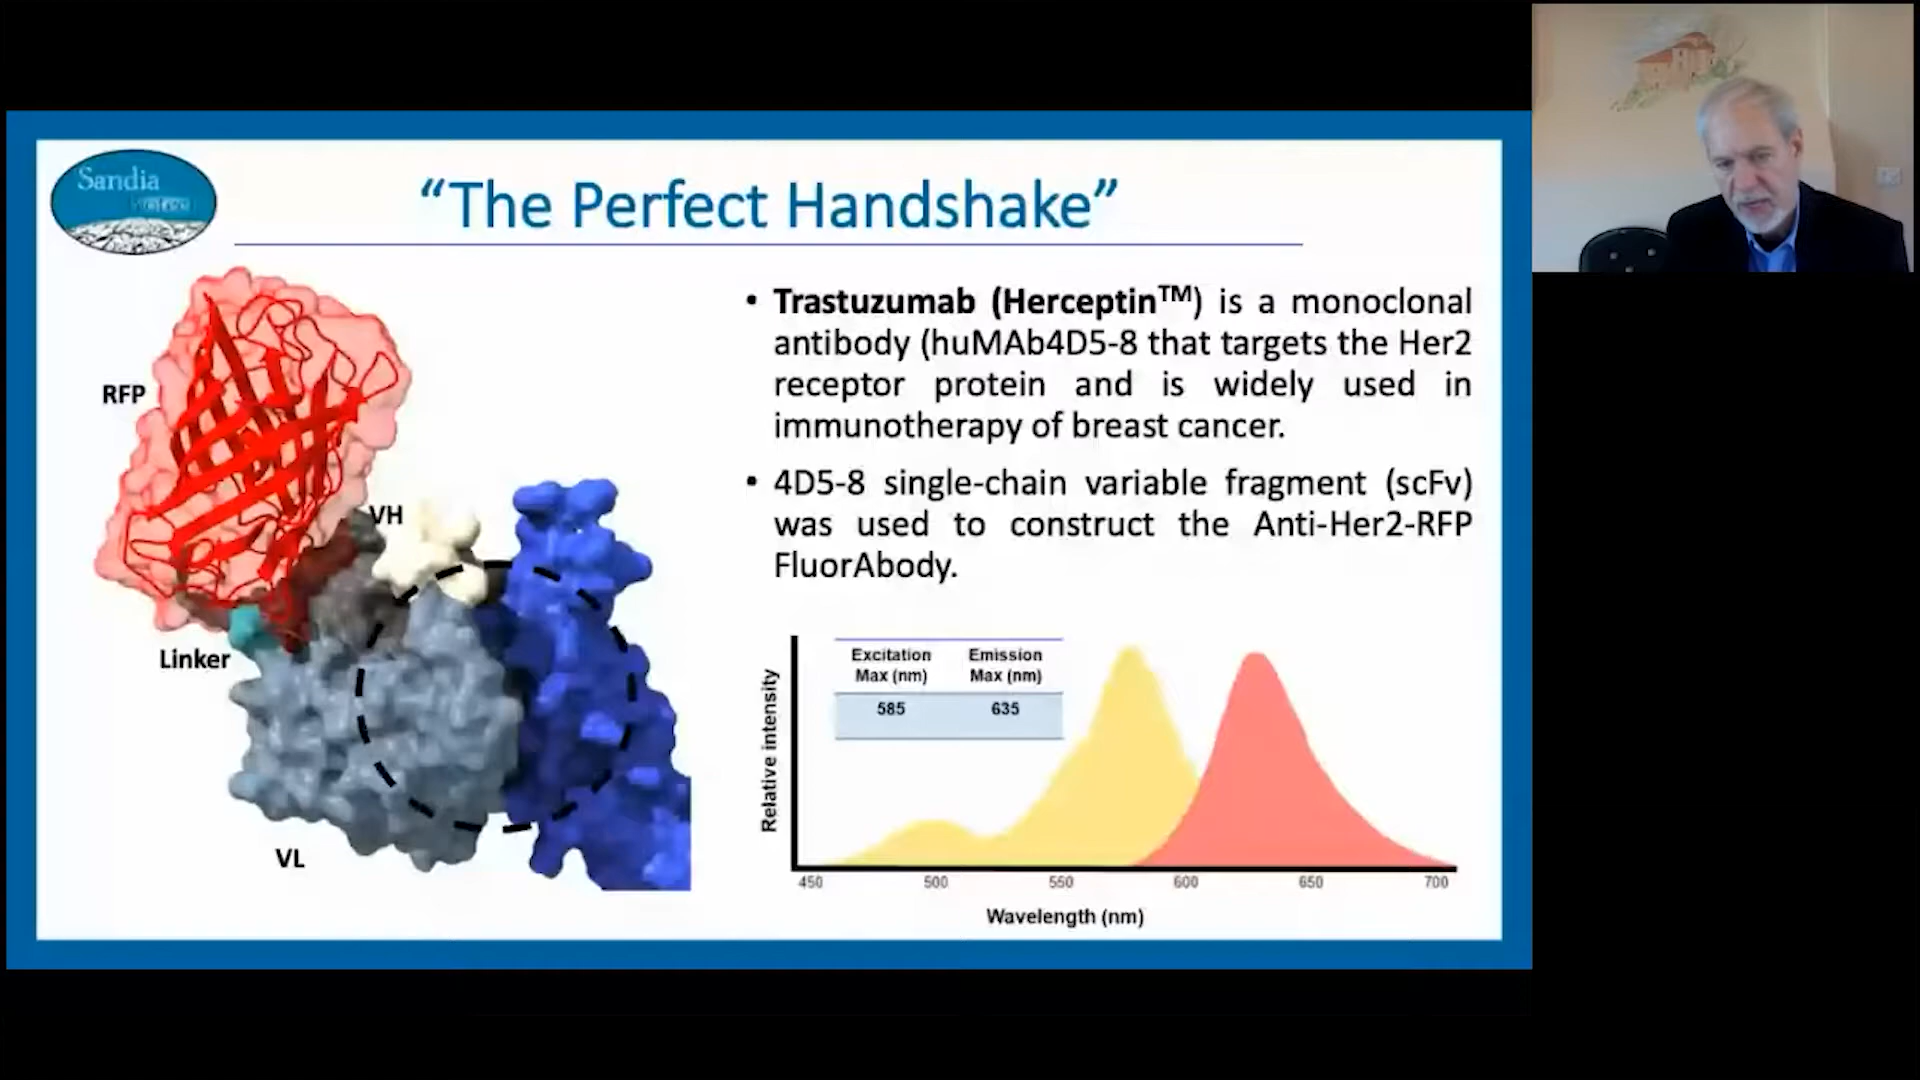 Sandia
“The Perfect Handshake”
RFP
VH
Linker
VL
• Trastuzumab (Herceptin™) is a monoclonal
antibody (huMAb4D5-8 that targets the Her2
receptor protein and is widely used in
immunotherapy of breast cancer.
• 4D5-8 single-chain variable fragment (scFv)
was used to construct the Anti-Her2-RFP
FluorAbody.
Relative intensity
Excitation Emission
Max (nm) Max (nm)
585 635
450 500 550 600 650 700
Wavelength (nm)